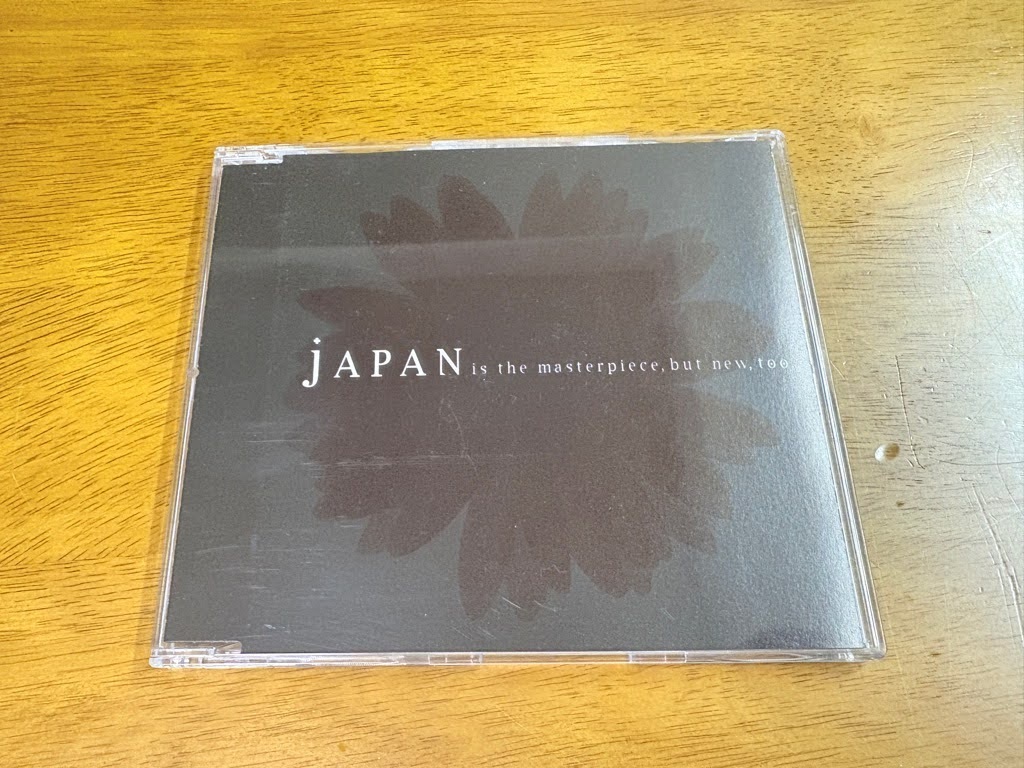 jAPAN is the masterpiece, but new, too